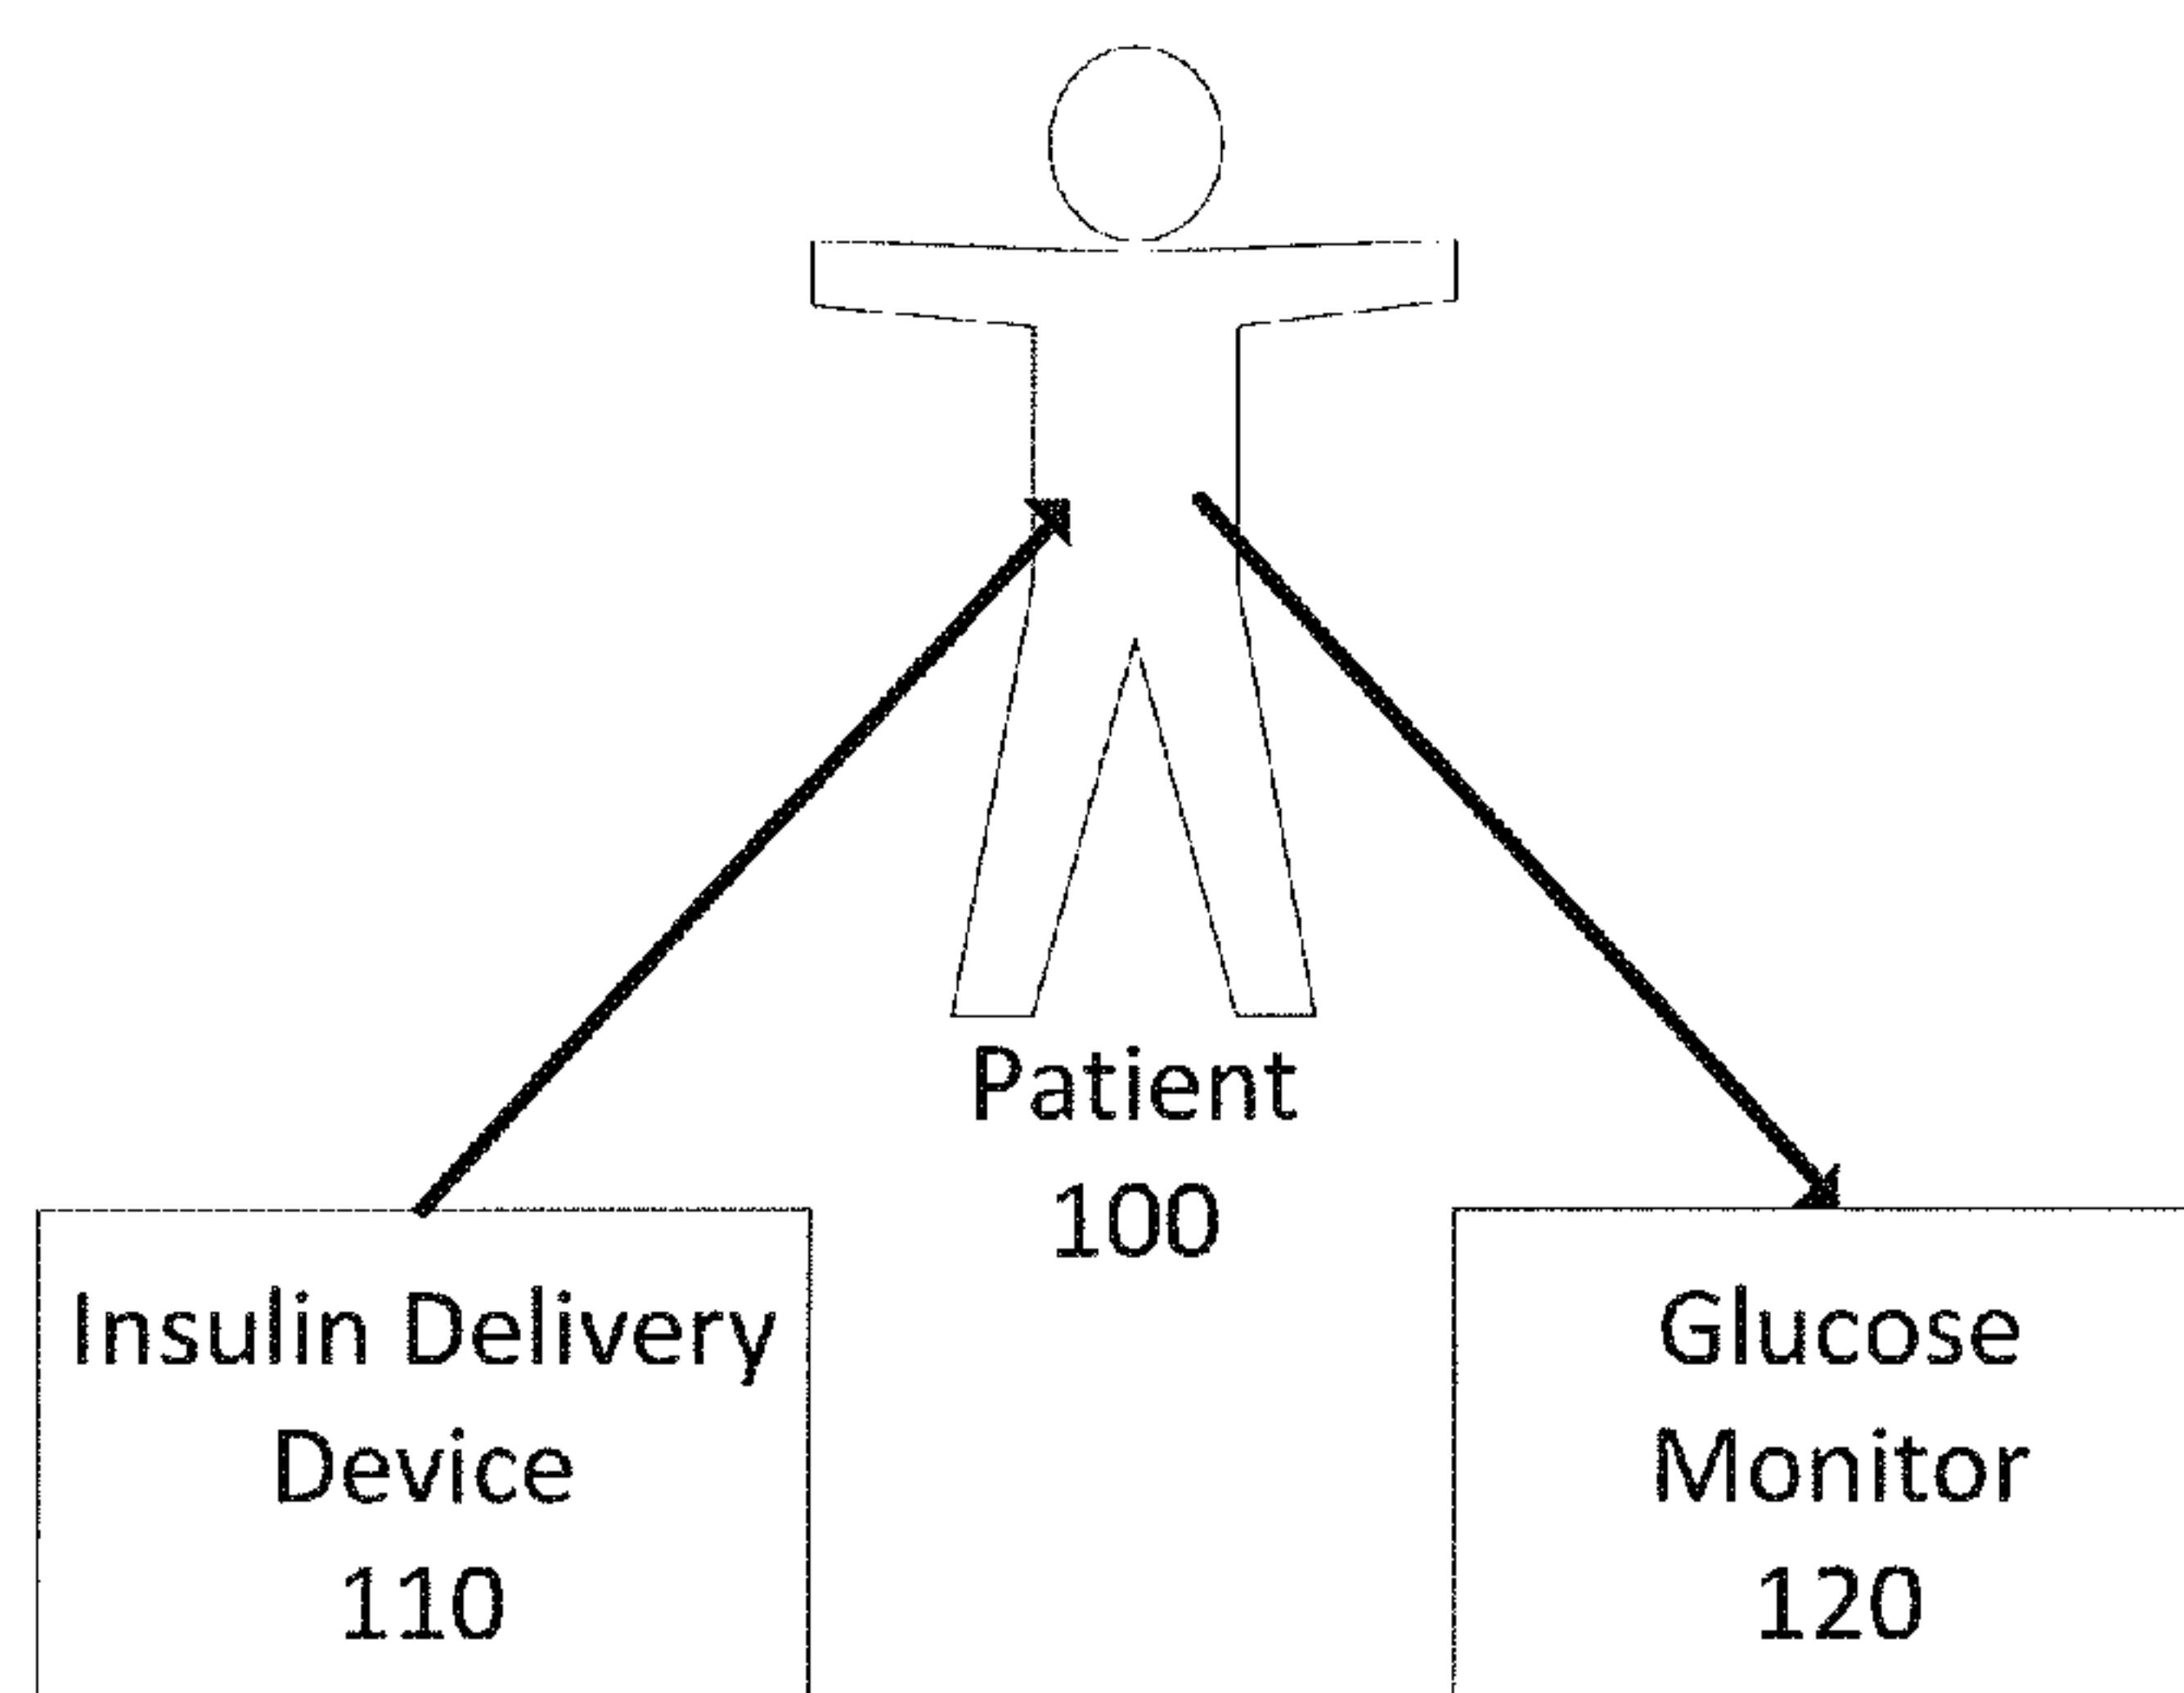 Patient
100
Insulin Delivery
Device
110
Glucose
Monitor
120